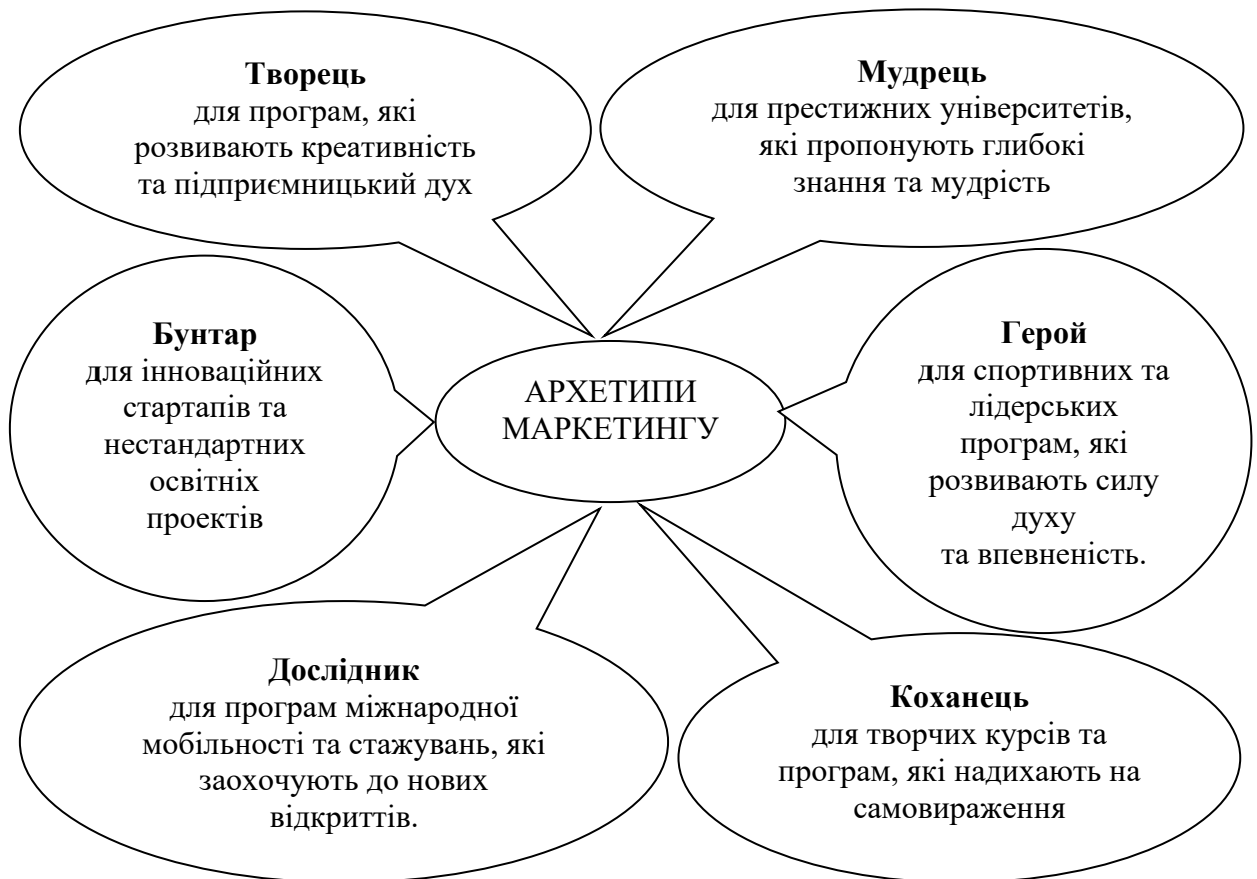 Творець
для програм, які
розвивають креативність
та підприємницький дух
Мудрець
для престижних університетів,
які пропонують глибокі
знання та мудрість
Бунтар
для інноваційних
стартапів та
нестандартних
освітніх
проектів
АРХЕТИПИ
МАРКЕТИНГУ
Герой
для спортивних та
лідерських
програм, які
розвивають силу
духу
та впевненість.
Дослідник
для програм міжнародної
мобільності та стажувань, які
заохочують до нових
відкриттів.
Коханець
для творчих курсів та
програм, які надихають на
самовираження